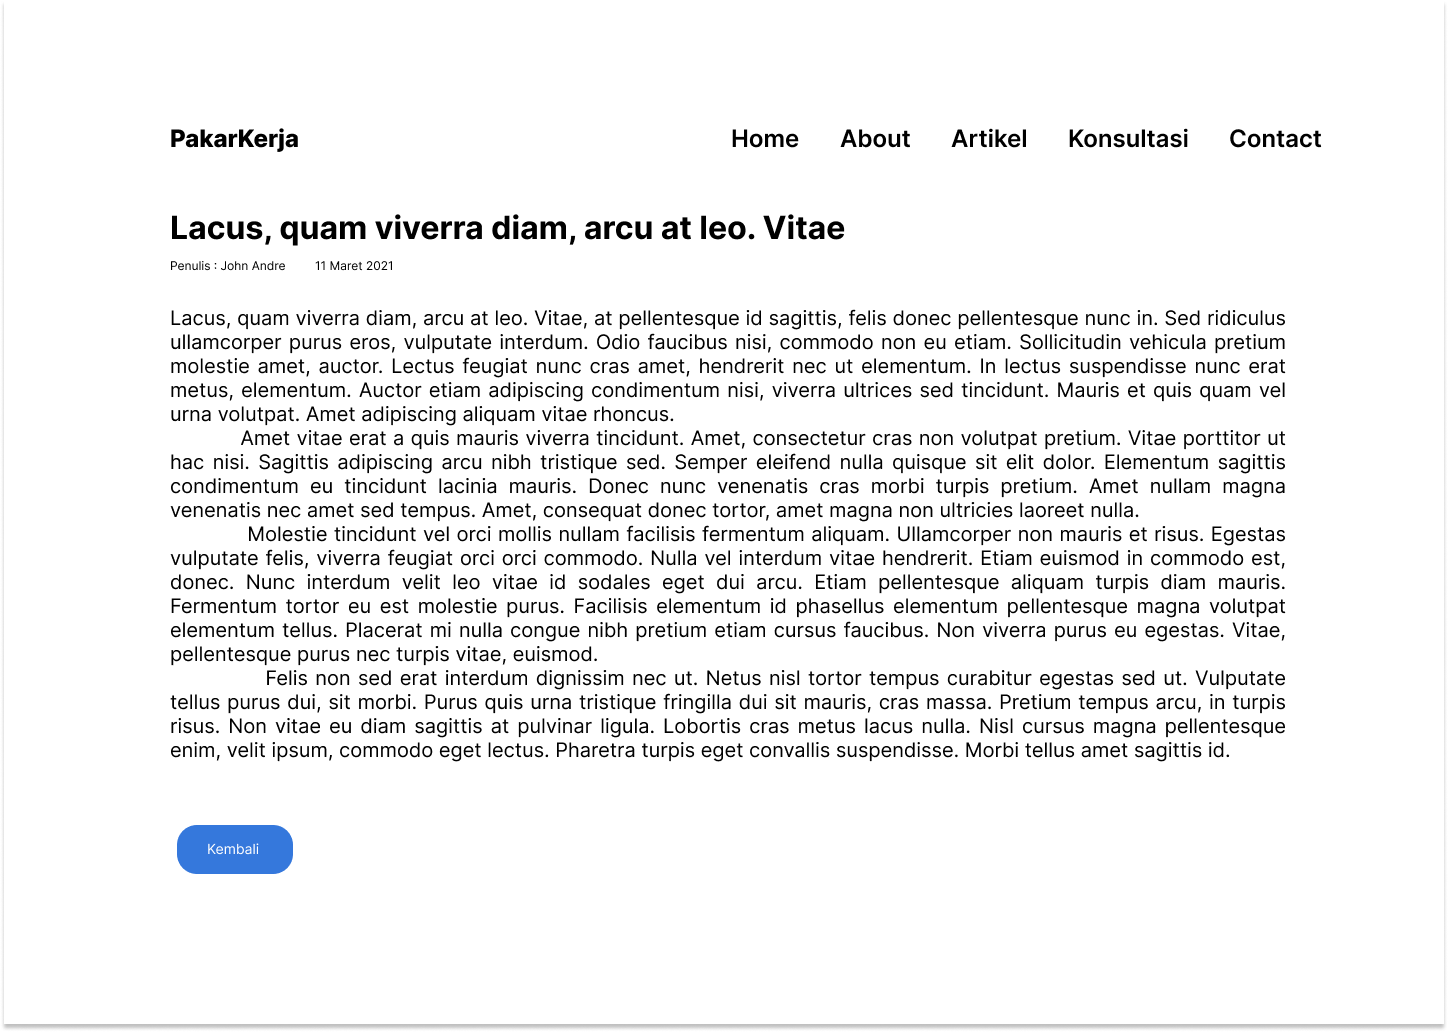 PakarKerja Home About Artikel Konsultasi Contact
Lacus, quam viverra diam, arcu at leo. Vitae
Penulis : John Andre 11 Maret 2021
Lacus, quam viverra diam, arcu at leo. Vitae, at pellentesque id sagittis, felis donec pellentesque nunc in. Sed ridiculus
ullamcorper purus eros, vulputate interdum. Odio faucibus nisi, commodo non eu etiam. Sollicitudin vehicula pretium
molestie amet, auctor. Lectus feugiat nunc cras amet, hendrerit nec ut elementum. In lectus suspendisse nunc erat
metus, elementum. Auctor etiam adipiscing condimentum nisi, viverra ultrices sed tincidunt. Mauris et quis quam vel
urna volutpat. Amet adipiscing aliquam vitae rhoncus.
Amet vitae erat a quis mauris viverra tincidunt. Amet, consectetur cras non volutpat pretium. Vitae porttitor ut
hac nisi. Sagittis adipiscing arcu nibh tristique sed. Semper eleifend nulla quisque sit elit dolor. Elementum sagittis
condimentum eu tincidunt lacinia mauris. Donec nunc venenatis cras morbi turpis pretium. Amet nullam magna
venenatis nec amet sed tempus. Amet, consequat donec tortor, amet magna non ultricies laoreet nulla.
Molestie tincidunt vel orci mollis nullam facilisis fermentum aliquam. Ullamcorper non mauris et risus. Egestas
vulputate felis, viverra feugiat orci orci commodo. Nulla vel interdum vitae hendrerit. Etiam euismod in commodo est,
donec. Nunc interdum velit leo vitae id sodales eget dui arcu. Etiam pellentesque aliquam turpis diam mauris.
Fermentum tortor eu est molestie purus. Facilisis elementum id phasellus elementum pellentesque magna volutpat
elementum tellus. Placerat mi nulla congue nibh pretium etiam cursus faucibus. Non viverra purus eu egestas. Vitae,
pellentesque purus nec turpis vitae, euismod.
Felis non sed erat interdum dignissim nec ut. Netus nisl tortor tempus curabitur egestas sed ut. Vulputate
tellus purus dui, sit morbi. Purus quis urna tristique fringilla dui sit mauris, cras massa. Pretium tempus arcu, in turpis
risus. Non vitae eu diam sagittis at pulvinar ligula. Lobortis cras metus lacus nulla. Nisl cursus magna pellentesque
enim, velit ipsum, commodo eget lectus. Pharetra turpis eget convallis suspendisse. Morbi tellus amet sagittis id.
Kembali